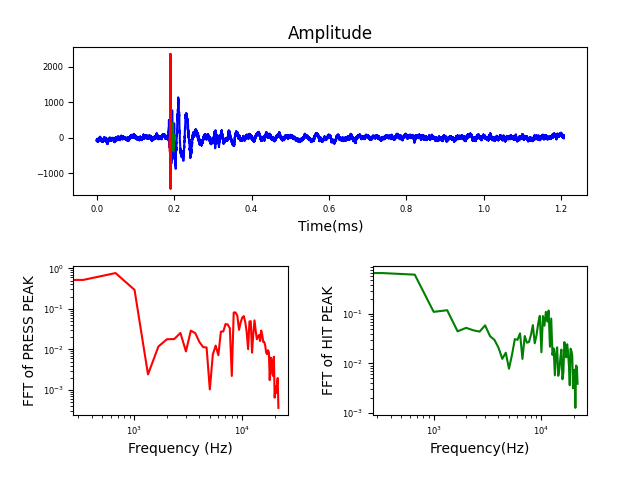 Amplitude
2000
1000
0
−1000
0.0 0.2 0.4 0.6 0.8 1.0 1.2
Time(ms)
FFT of PRESS PEAK
10⁰
10⁻¹
10⁻²
10⁻³
10³ 10⁴
Frequency (Hz)
FFT of HIT PEAK
10⁻¹
10⁻²
10⁻³
10³ 10⁴
Frequency(Hz)